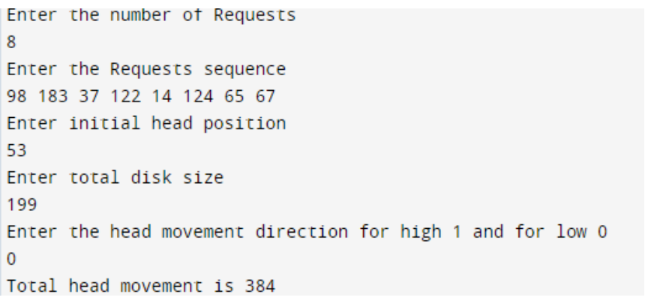 Enter the number of Requests
8
Enter the Requests sequence
98 183 37 122 14 124 65 67
Enter initial head position
53
Enter total disk size
199
Enter the head movement direction for high 1 and for low 0
0
Total head movement is 384